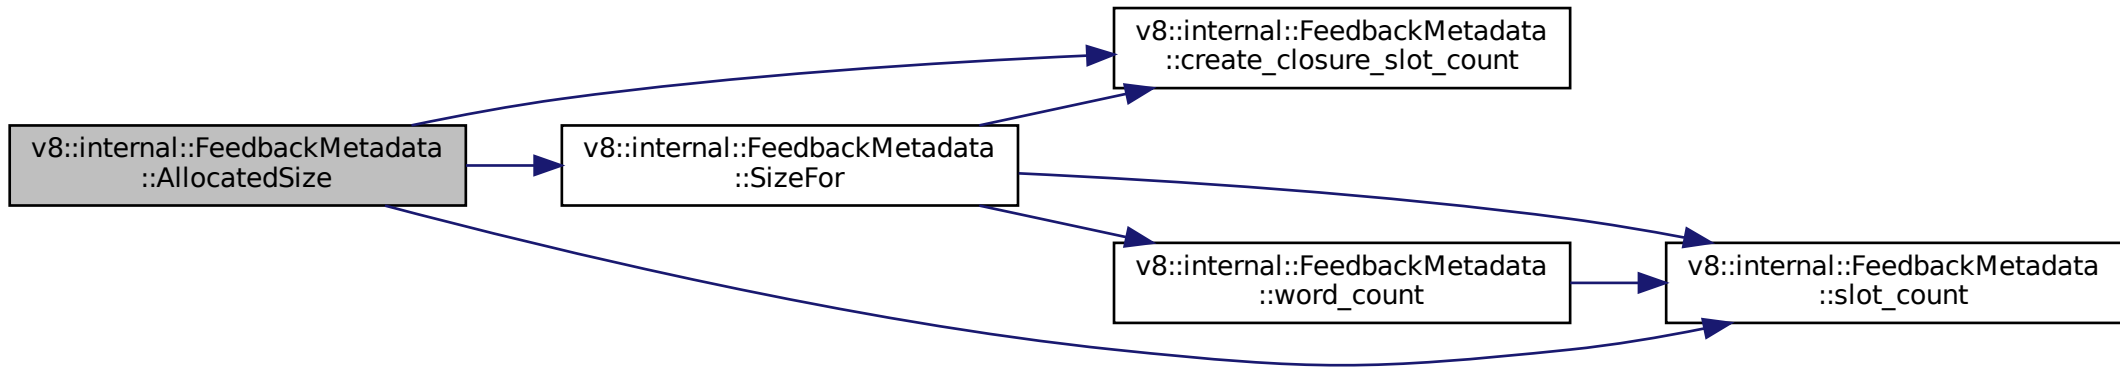 v8::internal::FeedbackMetadata
::AllocatedSize
v8::internal::FeedbackMetadata
::SizeFor
v8::internal::FeedbackMetadata
::create_closure_slot_count
v8::internal::FeedbackMetadata
::word_count
v8::internal::FeedbackMetadata
::slot_count